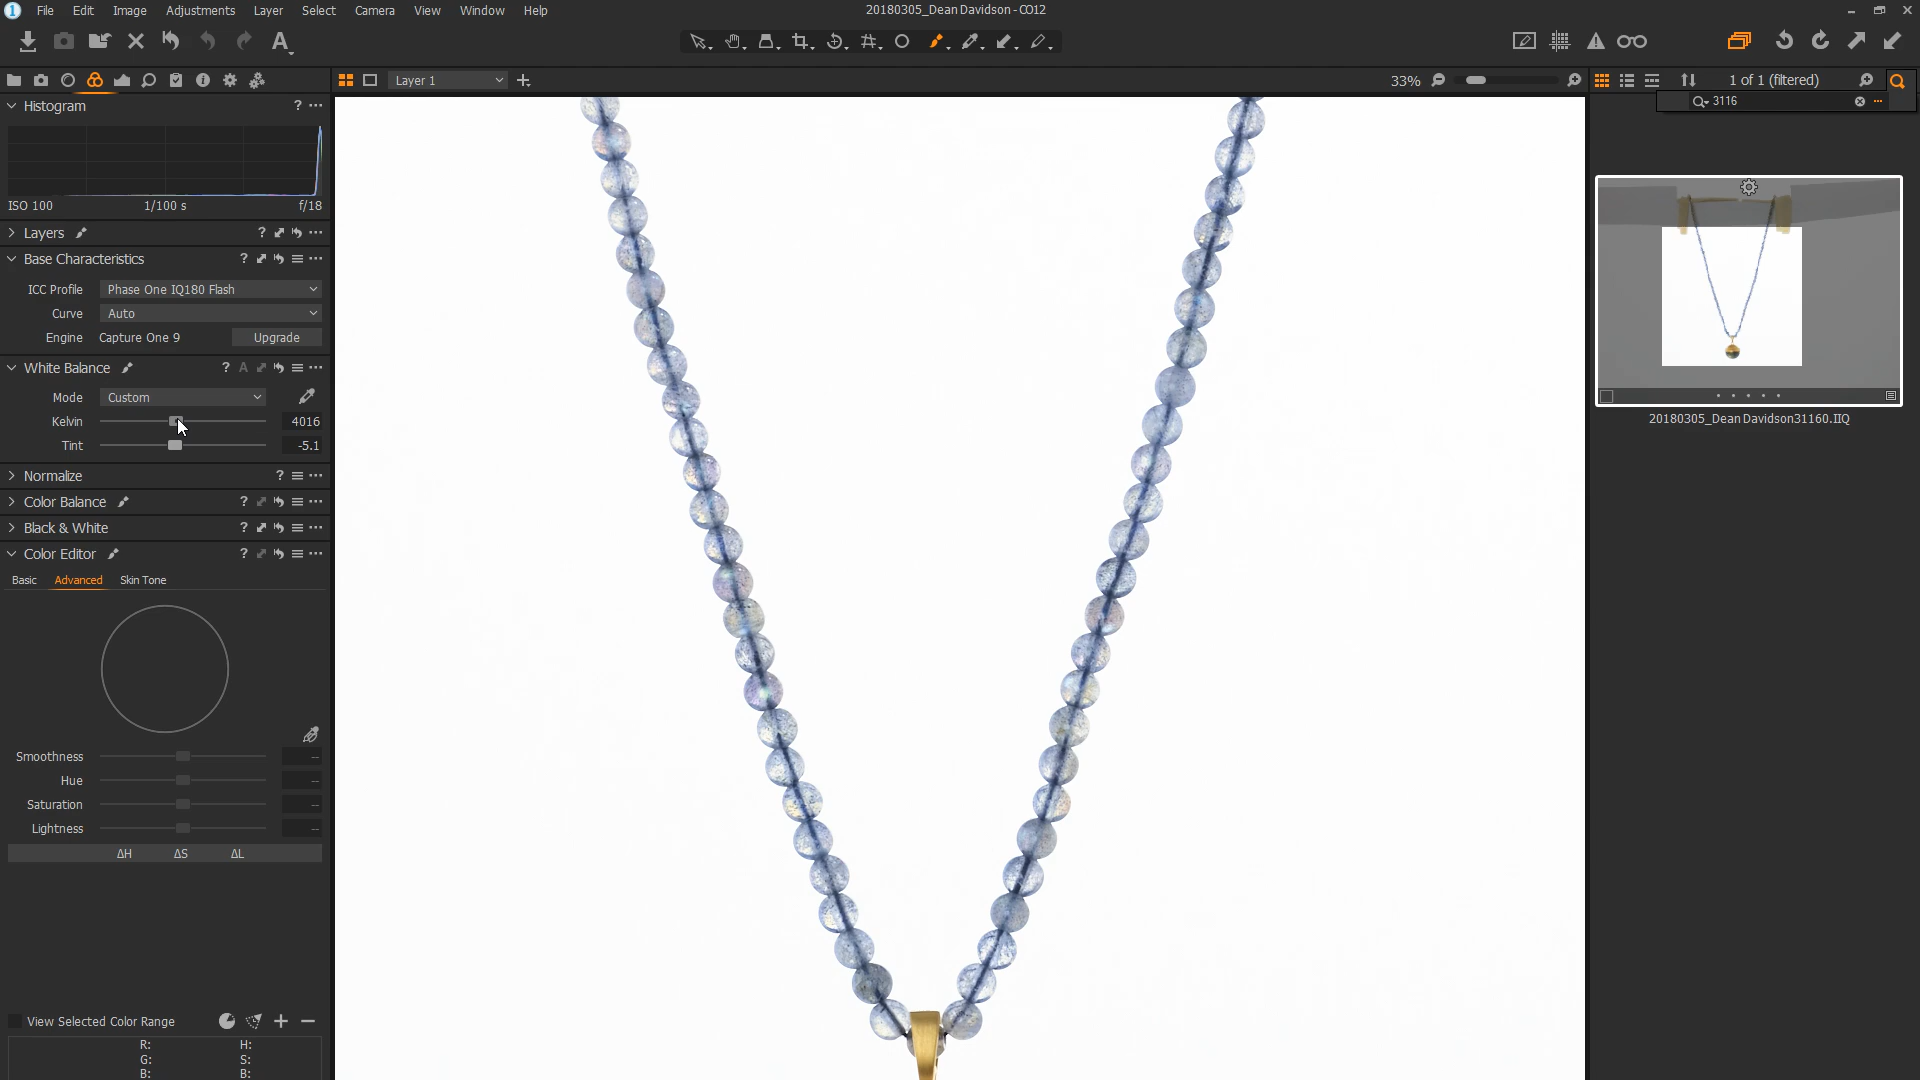 1 File Edit Image Adjustments Layer Select Camera View Window Help
20180305_Dean Davidson - CO12
A
Layer 1
33%
1 of 1 (filtered)
3116
Histogram ? ...
ISO 100 1/100 s f/18
Layers ? ...
Base Characteristics ? ...
ICC Profile Phase One IQ180 Flash
Curve Auto
Engine Capture One 9 Upgrade
White Balance ? A ...
Mode Custom
Kelvin 4016
Tint -5.1
Normalize ? ...
Color Balance ? ...
Black & White ? ...
Color Editor ? ...
Basic Advanced Skin Tone
Smoothness --
Hue --
Saturation --
Lightness --
ΔH ΔS ΔL
View Selected Color Range
R: H:
G: S:
B: B:
20180305_Dean Davidson31160.IIQ